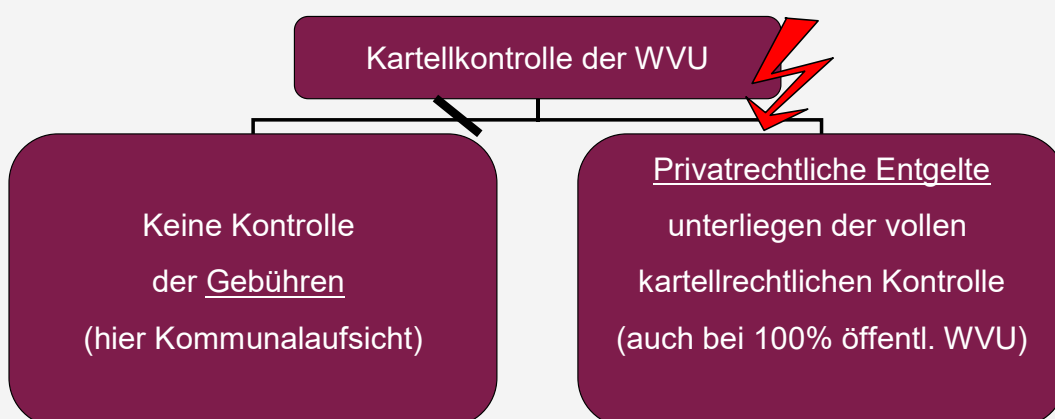 Kartellkontrolle der WVU
Keine Kontrolle
der Gebühren
(hier Kommunalaufsicht)
Privatrechtliche Entgelte
unterliegen der vollen
kartellrechtlichen Kontrolle
(auch bei 100% öffentl. WVU)